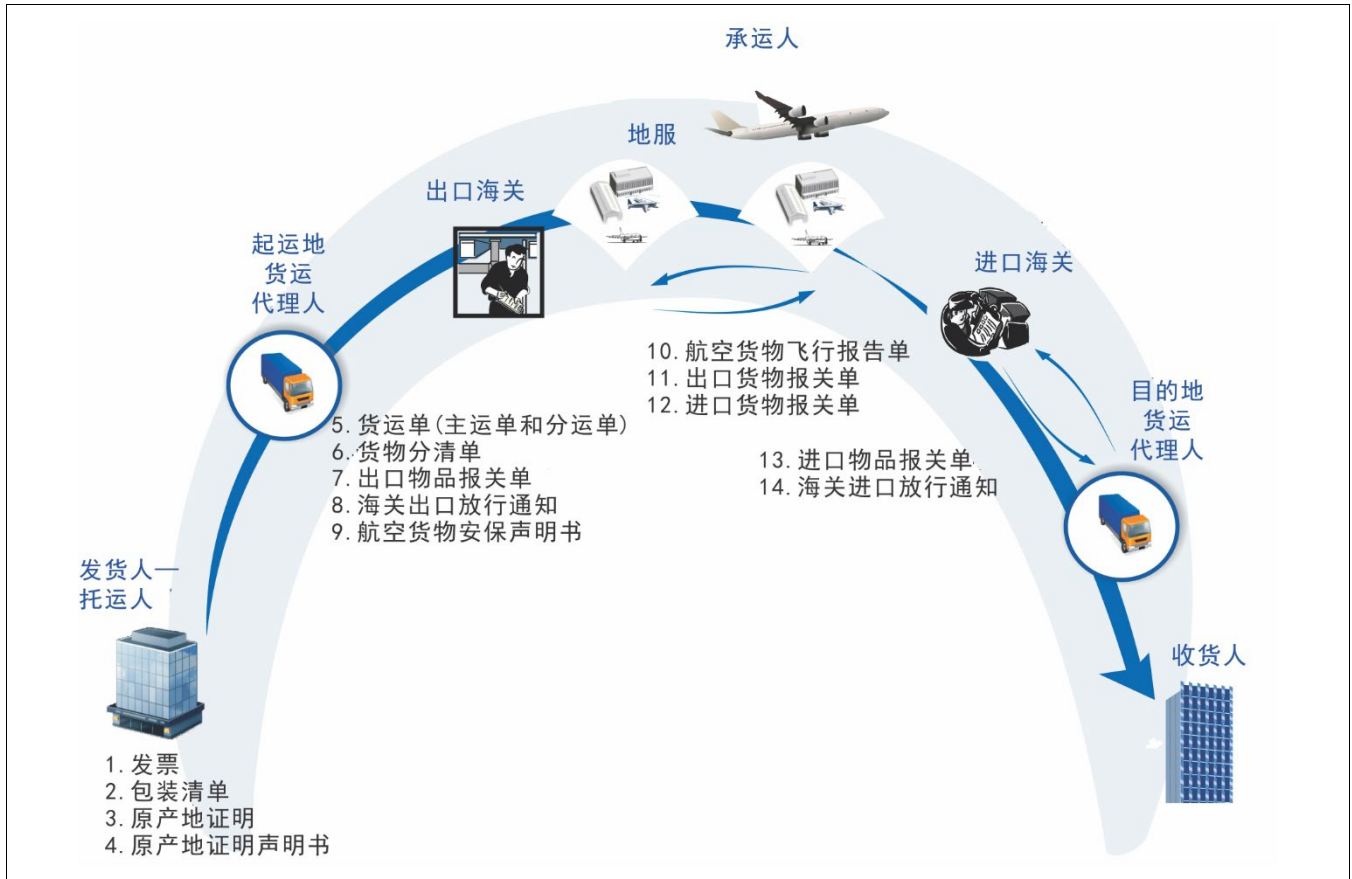 承运人
地服
出口海关
起运地
货运
代理人
进口海关
10.航空货物飞行报告单
11.出口货物报关单
12.进口货物报关单
目的地
货运
代理人
5.货运单(主运单和分运单)
6.货物分清单
7.出口物品报关单
8.海关出口放行通知
9.航空货物安保声明书
13.进口物品报关单
14.海关进口放行通知
发货人—
托运人
收货人
1.发票
2.包装清单
3.原产地证明
4.原产地证明声明书